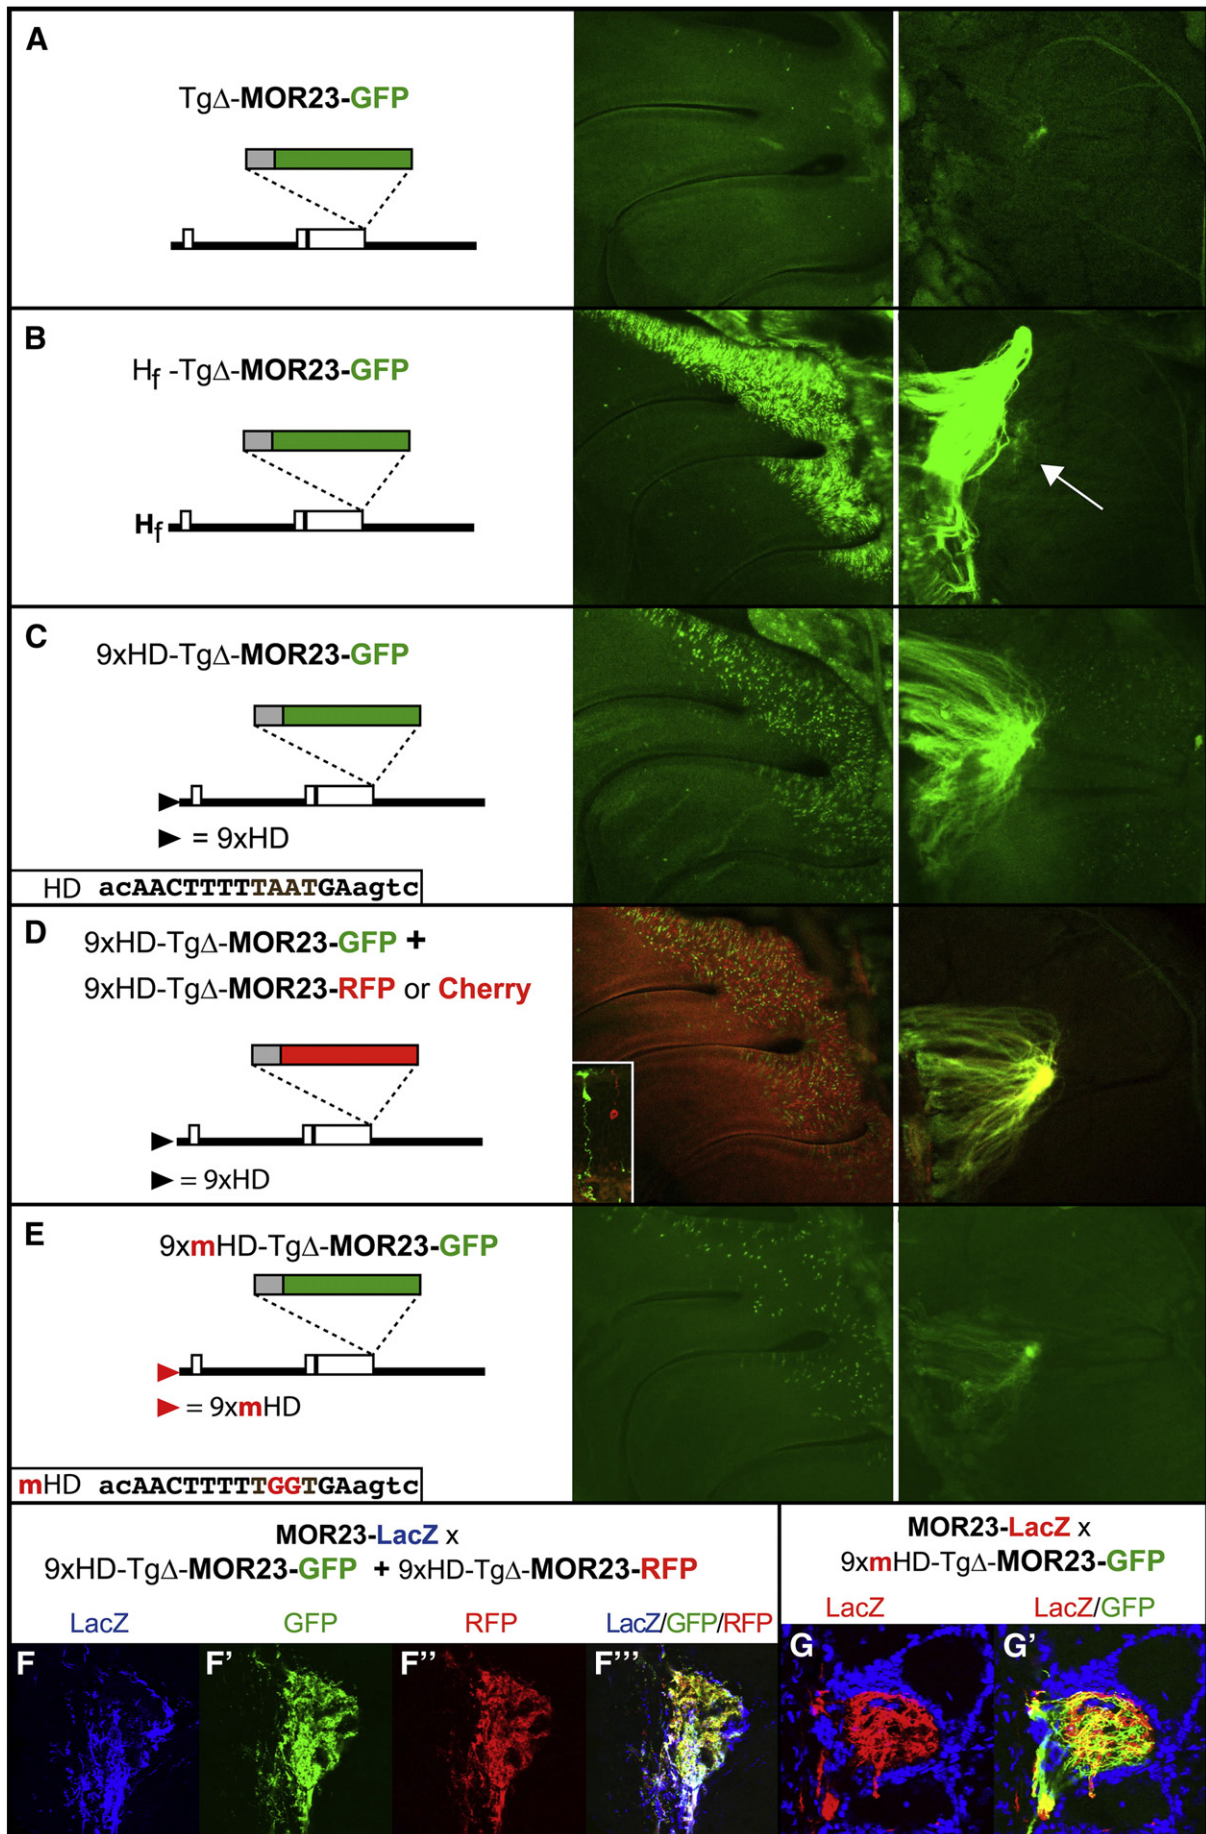 A
TgΔ-MOR23-GFP
B
Hf -TgΔ-MOR23-GFP
Hf
C
9xHD-TgΔ-MOR23-GFP
= 9xHD
HD acAACTTTTTAATGAagtc
D
9xHD-TgΔ-MOR23-GFP +
9xHD-TgΔ-MOR23-RFP or Cherry
= 9xHD
E
9xmHD-TgΔ-MOR23-GFP
= 9xmHD
mHD acAACTTTTTGGTGAagtc
MOR23-LacZ x
9xHD-TgΔ-MOR23-GFP + 9xHD-TgΔ-MOR23-RFP
LacZ GFP RFP LacZ/GFP/RFP
F F' F'' F'''
MOR23-LacZ x
9xmHD-TgΔ-MOR23-GFP
LacZ LacZ/GFP
G G'